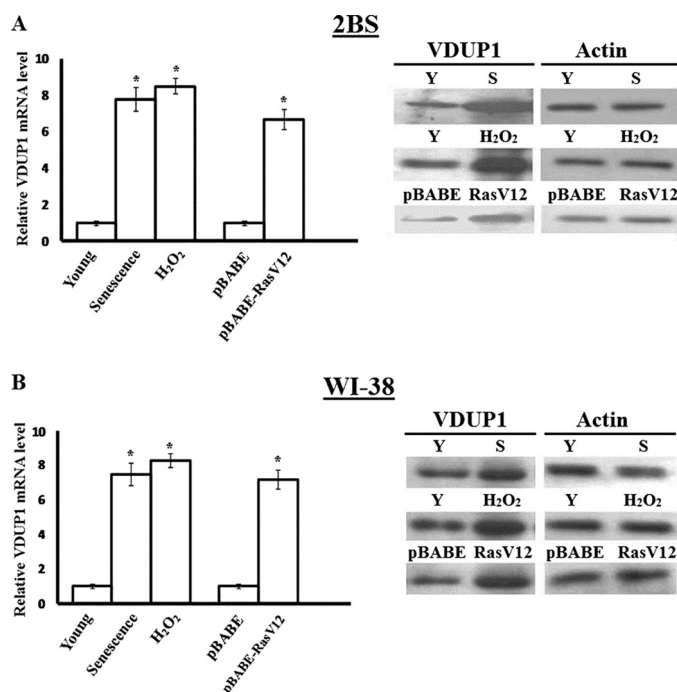 A
2BS
Relative VDUP1 mRNA level
10
8
6
4
2
0
*
*
*
Young
Senescence
H₂O₂
pBABE
pBABE-RasV12
VDUP1
Actin
Y S
Y S
Y H₂O₂
Y H₂O₂
pBABE RasV12
pBABE RasV12
B
WI-38
Relative VDUP1 mRNA level
10
8
6
4
2
0
*
*
*
Young
Senescence
H₂O₂
pBABE
pBABE-RasV12
VDUP1
Actin
Y S
Y S
Y H₂O₂
Y H₂O₂
pBABE RasV12
pBABE RasV12